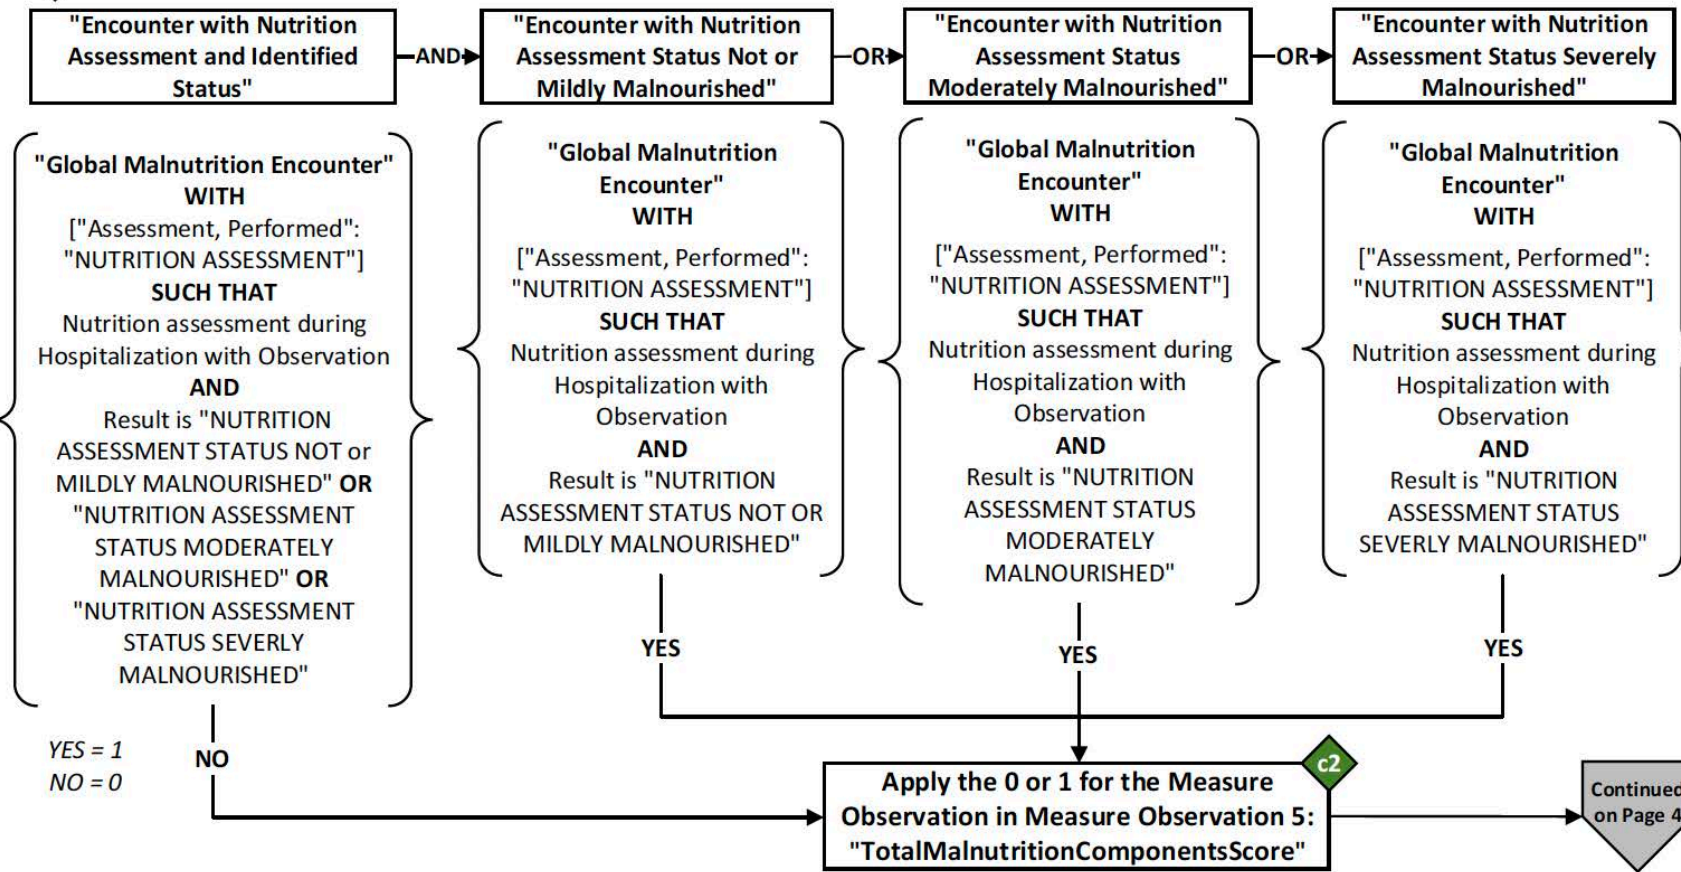 "Encounter with Nutrition
Assessment and Identified
Status"
AND
"Encounter with Nutrition
Assessment Status Not or
Mildly Malnourished"
OR
"Encounter with Nutrition
Assessment Status
Moderately Malnourished"
OR
"Encounter with Nutrition
Assessment Status Severely
Malnourished"
"Global Malnutrition Encounter"
WITH
["Assessment, Performed":
"NUTRITION ASSESSMENT"]
SUCH THAT
Nutrition assessment during
Hospitalization with Observation
AND
Result is "NUTRITION
ASSESSMENT STATUS NOT or
MILDLY MALNOURISHED" OR
"NUTRITION ASSESSMENT
STATUS MODERATELY
MALNOURISHED" OR
"NUTRITION ASSESSMENT
STATUS SEVERLY
MALNOURISHED"
"Global Malnutrition
Encounter"
WITH
["Assessment, Performed":
"NUTRITION ASSESSMENT"]
SUCH THAT
Nutrition assessment during
Hospitalization with
Observation
AND
Result is "NUTRITION
ASSESSMENT STATUS NOT OR
MILDLY MALNOURISHED"
"Global Malnutrition
Encounter"
WITH
["Assessment, Performed":
"NUTRITION ASSESSMENT"]
SUCH THAT
Nutrition assessment during
Hospitalization with
Observation
AND
Result is "NUTRITION
ASSESSMENT STATUS
MODERATELY
MALNOURISHED"
"Global Malnutrition
Encounter"
WITH
["Assessment, Performed":
"NUTRITION ASSESSMENT"]
SUCH THAT
Nutrition assessment during
Hospitalization with
Observation
AND
Result is "NUTRITION
ASSESSMENT STATUS
SEVERLY MALNOURISHED"
YES
YES
YES
YES = 1
NO = 0
NO
c2
Apply the 0 or 1 for the Measure
Observation in Measure Observation 5:
"TotalMalnutritionComponentsScore"
Continued
on Page 4